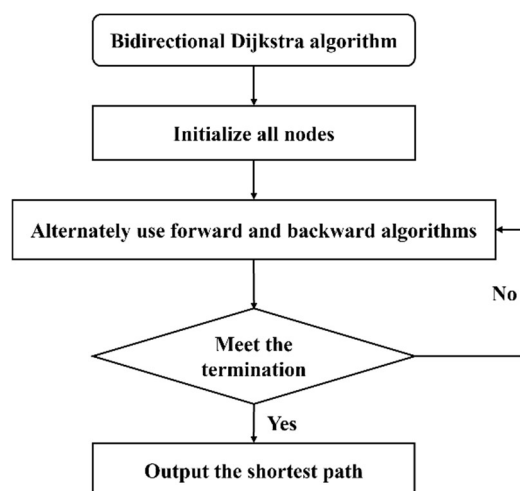 Bidirectional Dijkstra algorithm
Initialize all nodes
Alternately use forward and backward algorithms
No
Meet the
termination
Yes
Output the shortest path